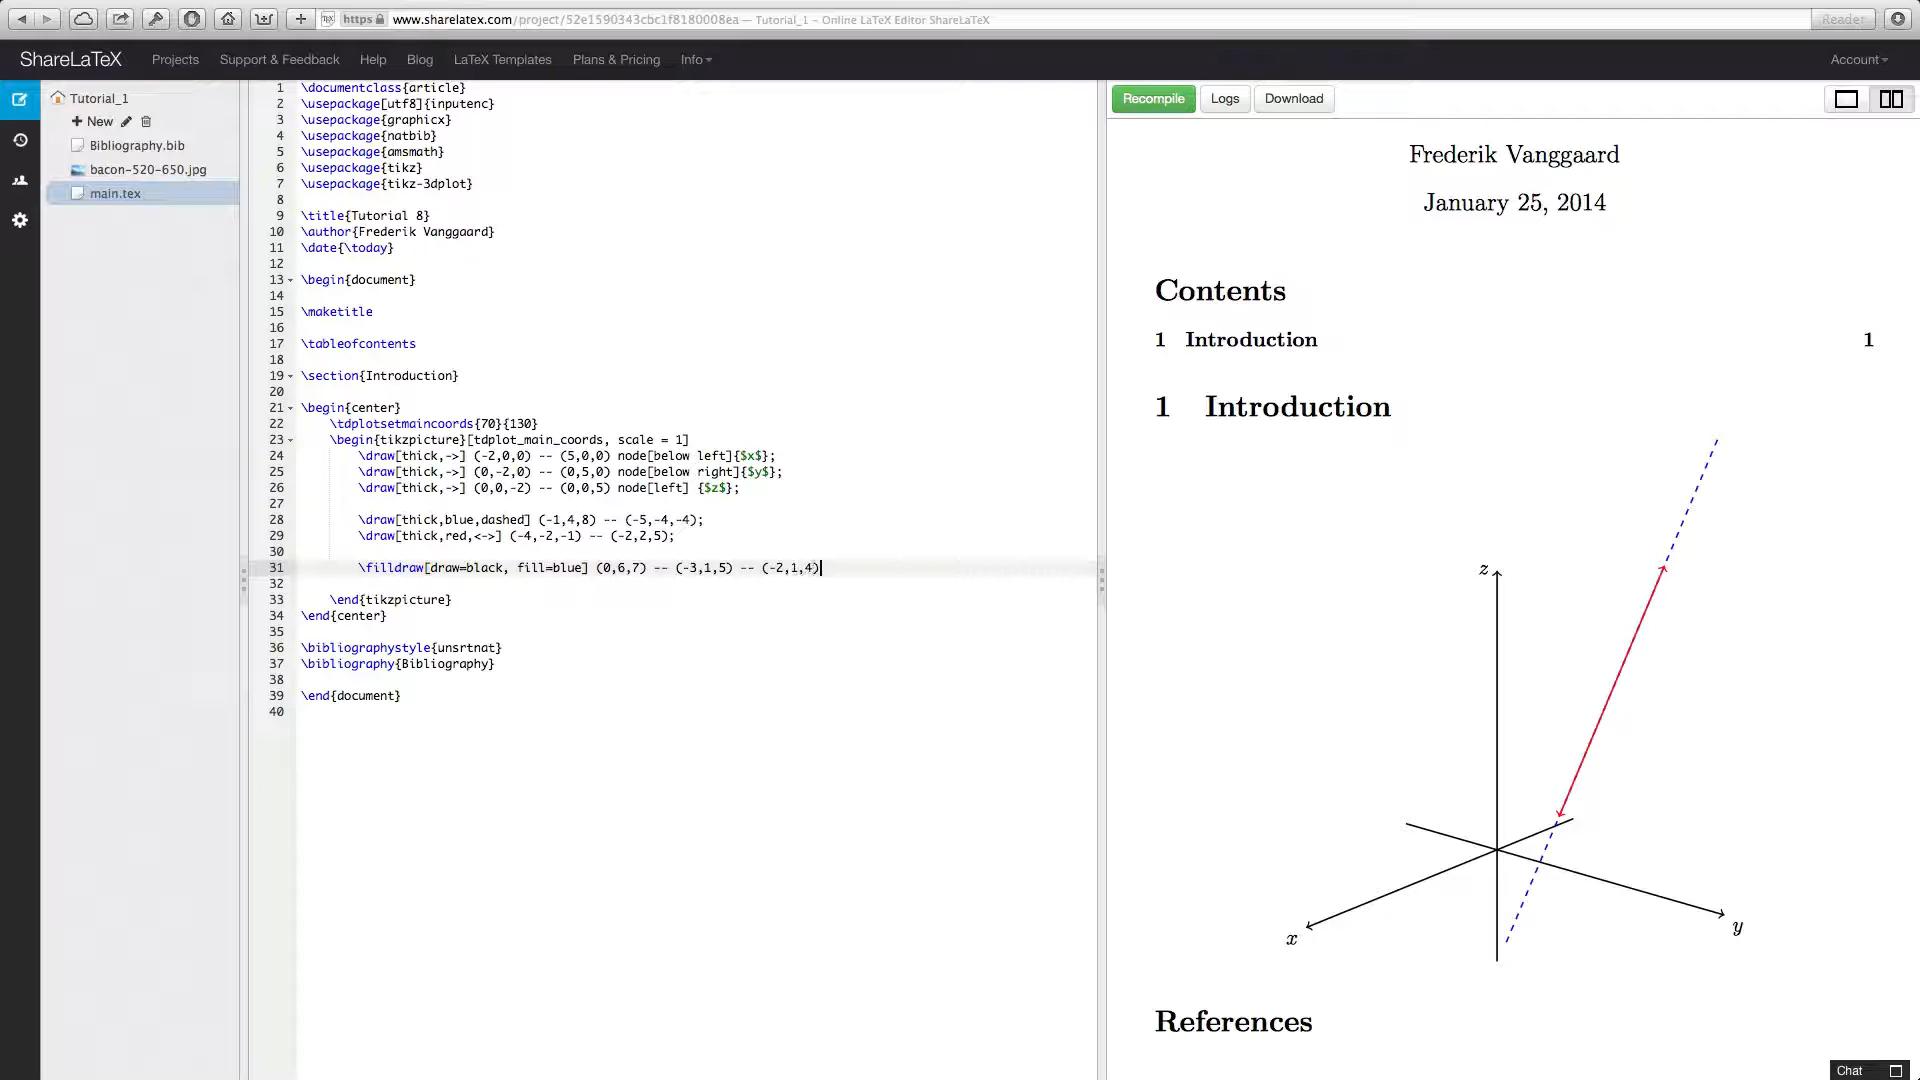 https www.sharelatex.com/project/52e1590343cbc1f8180008ea — Tutorial_1 – Online LaTeX Editor ShareLaTeX Reader
ShareLaTeX Projects Support & Feedback Help Blog LaTeX Templates Plans & Pricing Info Account
Tutorial_1
New
Bibliography.bib
bacon-520-650.jpg
main.tex
1 \documentclass{article}
2 \usepackage[utf8]{inputenc}
3 \usepackage{graphicx}
4 \usepackage{natbib}
5 \usepackage{amsmath}
6 \usepackage{tikz}
7 \usepackage{tikz-3dplot}
8
9 \title{Tutorial 8}
10 \author{Frederik Vanggaard}
11 \date{\today}
12
13 \begin{document}
14
15 \maketitle
16
17 \tableofcontents
18
19 \section{Introduction}
20
21 \begin{center}
22 \tdplotsetmaincoords{70}{130}
23 \begin{tikzpicture}[tdplot_main_coords, scale = 1]
24 \draw[thick,->] (-2,0,0) -- (5,0,0) node[below left]{$x$};
25 \draw[thick,->] (0,-2,0) -- (0,5,0) node[below right]{$y$};
26 \draw[thick,->] (0,0,-2) -- (0,0,5) node[left] {$z$};
27
28 \draw[thick,blue,dashed] (-1,4,8) -- (-5,-4,-4);
29 \draw[thick,red,<->] (-4,-2,-1) -- (-2,2,5);
30
31 \filldraw[draw=black, fill=blue] (0,6,7) -- (-3,1,5) -- (-2,1,4)
32
33 \end{tikzpicture}
34 \end{center}
35
36 \bibliographystyle{unsrtnat}
37 \bibliography{Bibliography}
38
39 \end{document}
40
Recompile Logs Download
Frederik Vanggaard
January 25, 2014
Contents
1 Introduction 1
1 Introduction
z
x
y
References
Chat